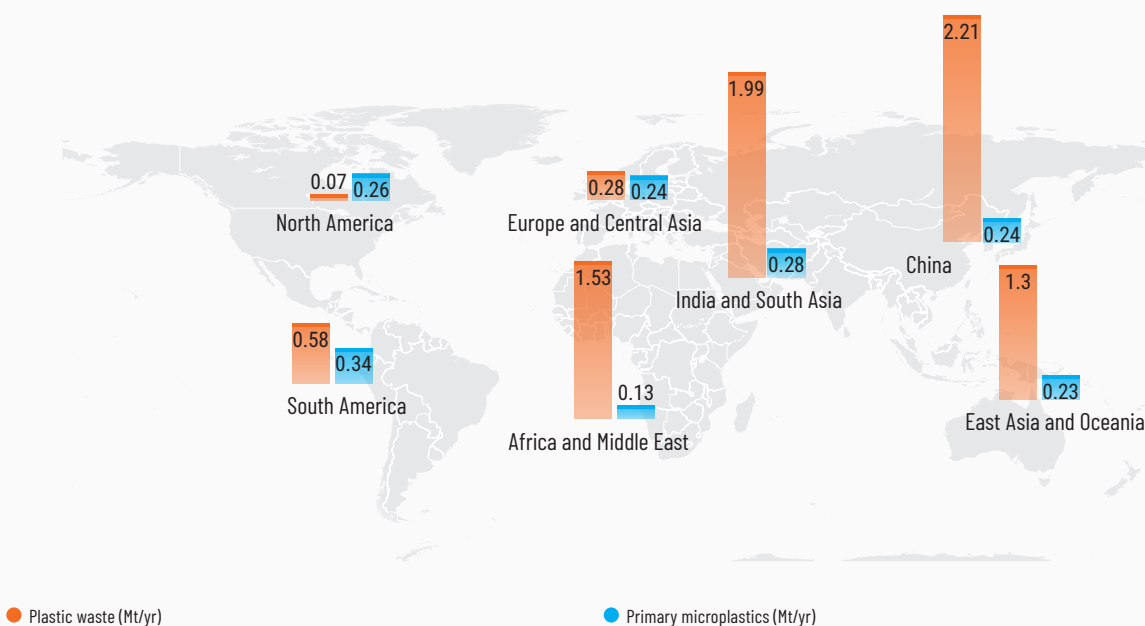 2.21
1.99
0.07
0.26
North America
0.28
0.24
Europe and Central Asia
0.24
China
0.28
India and South Asia
1.53
0.13
Africa and Middle East
1.3
0.23
East Asia and Oceania
0.58
0.34
South America
Plastic waste (Mt/yr)
Primary microplastics (Mt/yr)